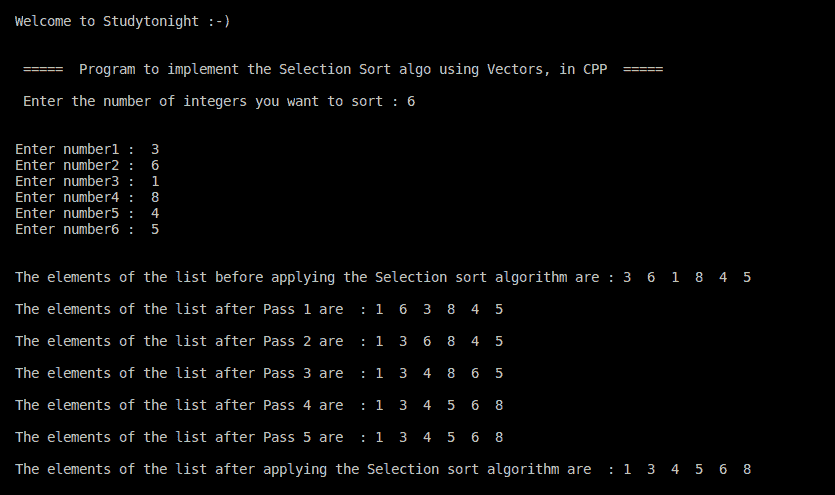 Welcome to Studytonight :-)
===== Program to implement the Selection Sort algo using Vectors, in CPP =====
Enter the number of integers you want to sort : 6
Enter number1 : 3
Enter number2 : 6
Enter number3 : 1
Enter number4 : 8
Enter number5 : 4
Enter number6 : 5
The elements of the list before applying the Selection sort algorithm are : 3 6 1 8 4 5
The elements of the list after Pass 1 are : 1 6 3 8 4 5
The elements of the list after Pass 2 are : 1 3 6 8 4 5
The elements of the list after Pass 3 are : 1 3 4 8 6 5
The elements of the list after Pass 4 are : 1 3 4 5 6 8
The elements of the list after Pass 5 are : 1 3 4 5 6 8
The elements of the list after applying the Selection sort algorithm are : 1 3 4 5 6 8